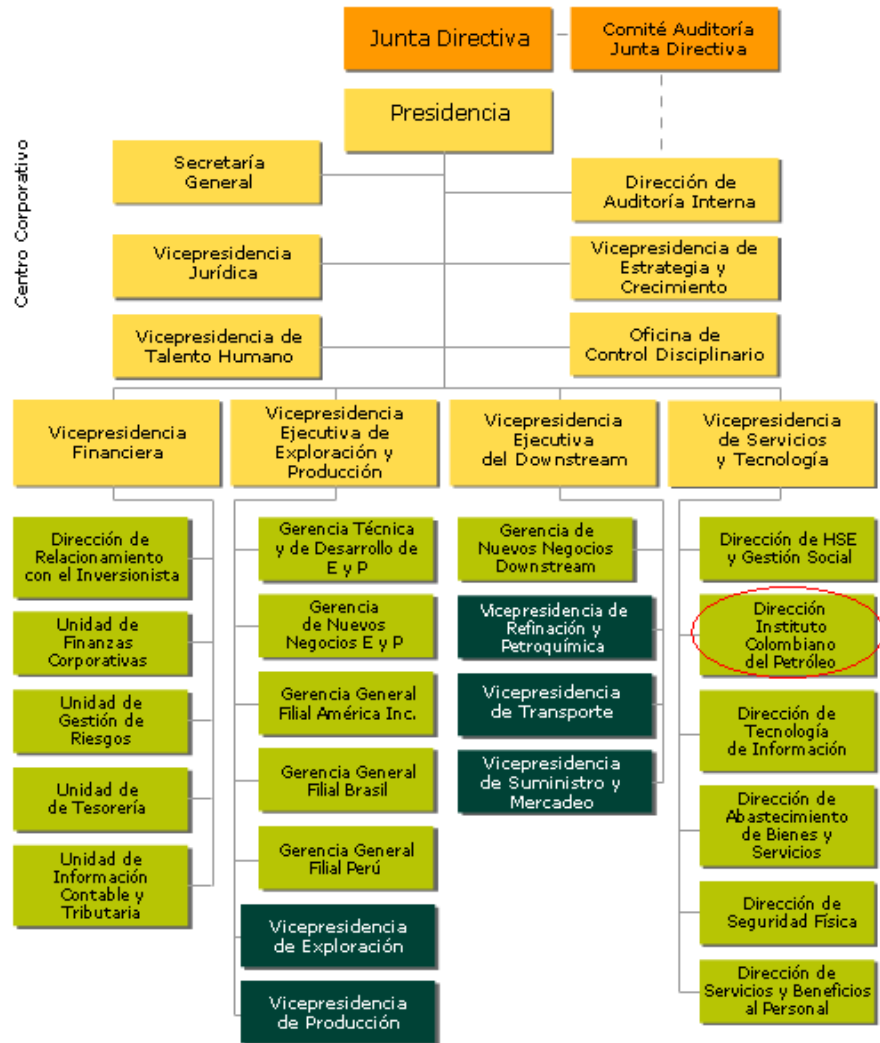 Junta Directiva
Comité Auditoría
Junta Directiva
Presidencia
Centro Corporativo
Secretaría
General
Dirección de
Auditoría Interna
Vicepresidencia
Jurídica
Vicepresidencia de
Estrategia y
Crecimiento
Vicepresidencia de
Talento Humano
Oficina de
Control Disciplinario
Vicepresidencia
Financiera
Vicepresidencia
Ejecutiva de
Exploración y
Producción
Vicepresidencia
Ejecutiva
del Downstream
Vicepresidencia
de Servicios
y Tecnología
Dirección de
Relacionamiento
con el Inversionista
Unidad de
Finanzas
Corporativas
Unidad de
Gestión de
Riesgos
Unidad de
de Tesorería
Unidad de
Información
Contable y
Tributaria
Gerencia Técnica
y de Desarrollo de
E y P
Gerencia
de Nuevos
Negocios E y P
Gerencia General
Filial América Inc.
Gerencia General
Filial Brasil
Gerencia General
Filial Perú
Vicepresidencia
de Exploración
Vicepresidencia
de Producción
Gerencia de
Nuevos Negocios
Downstream
Vicepresidencia de
Refinación y
Petroquímica
Vicepresidencia
de Transporte
Vicepresidencia
de Suministro y
Mercadeo
Dirección de HSE
y Gestión Social
Dirección
Instituto
Colombiano
del Petróleo
Dirección de
Tecnología
de Información
Dirección de
Abastecimiento
de Bienes y
Servicios
Dirección de
Seguridad Física
Dirección de
Servicios y Beneficios
al Personal